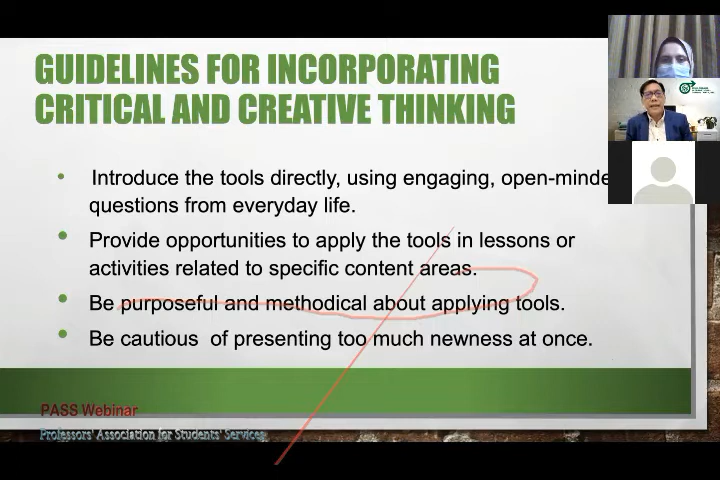 GUIDELINES FOR INCORPORATING
CRITICAL AND CREATIVE THINKING
• Introduce the tools directly, using engaging, open-minde
questions from everyday life.
• Provide opportunities to apply the tools in lessons or
activities related to specific content areas.
• Be purposeful and methodical about applying tools.
• Be cautious of presenting too much newness at once.
PASS Webinar
Professors' Association for Students' Services